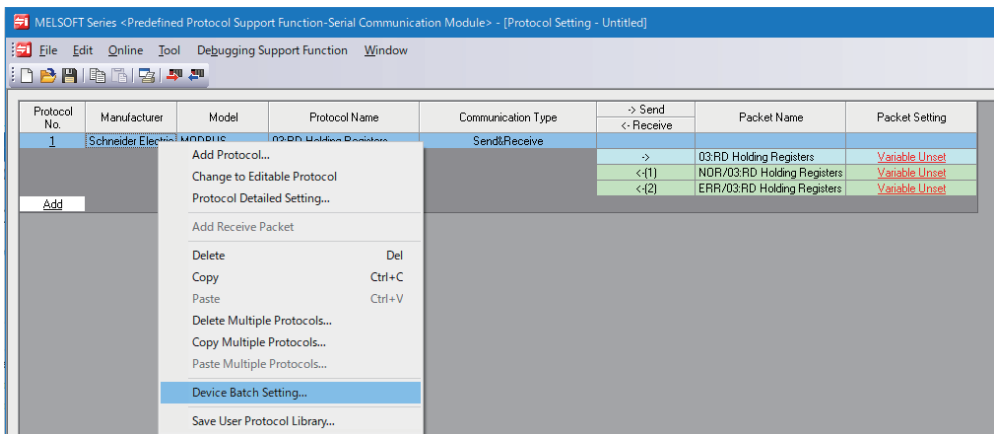 MELSOFT Series <Predefined Protocol Support Function-Serial Communication Module> - [Protocol Setting - Untitled]
File Edit Online Tool Debugging Support Function Window
Protocol No. Manufacturer Model Protocol Name Communication Type -> Send <- Receive Packet Name Packet Setting
1 Schneider Electric MODBUS 03:RD Holding Registers Send&Receive
-> 03:RD Holding Registers Variable Unset
<-(1) NOR/03:RD Holding Registers Variable Unset
<-(2) ERR/03:RD Holding Registers Variable Unset
Add
Add Protocol...
Change to Editable Protocol
Protocol Detailed Setting...
Add Receive Packet
Delete Del
Copy Ctrl+C
Paste Ctrl+V
Delete Multiple Protocols...
Copy Multiple Protocols...
Paste Multiple Protocols...
Device Batch Setting...
Save User Protocol Library...